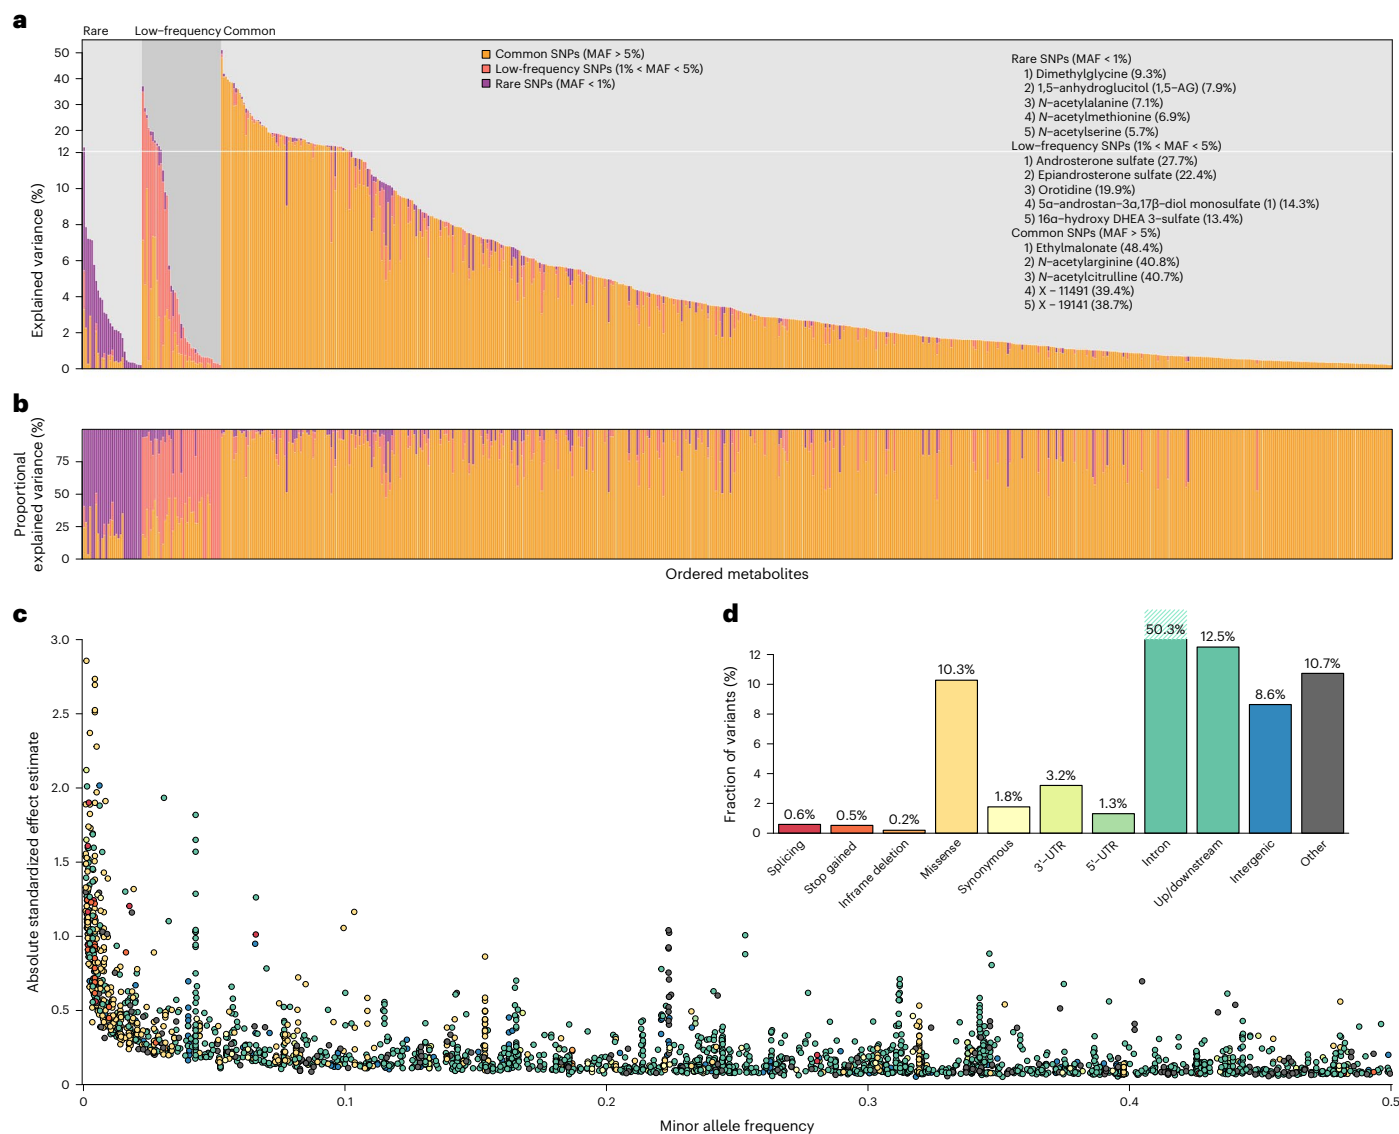 a
Rare Low–frequency Common
Explained variance (%)
50
40
30
20
12
10
8
6
4
2
0
Common SNPs (MAF > 5%)
Low-frequency SNPs (1% < MAF < 5%)
Rare SNPs (MAF < 1%)
Rare SNPs (MAF < 1%)
1) Dimethylglycine (9.3%)
2) 1,5–anhydroglucitol (1,5–AG) (7.9%)
3) N–acetylalanine (7.1%)
4) N–acetylmethionine (6.9%)
5) N–acetylserine (5.7%)
Low–frequency SNPs (1% < MAF < 5%)
1) Androsterone sulfate (27.7%)
2) Epiandrosterone sulfate (22.4%)
3) Orotidine (19.9%)
4) 5α–androstan–3α,17β–diol monosulfate (1) (14.3%)
5) 16α–hydroxy DHEA 3–sulfate (13.4%)
Common SNPs (MAF > 5%)
1) Ethylmalonate (48.4%)
2) N–acetylarginine (40.8%)
3) N–acetylcitrulline (40.7%)
4) X – 11491 (39.4%)
5) X – 19141 (38.7%)
b
Proportional
explained variance (%)
75
50
25
0
Ordered metabolites
c
Absolute standardized effect estimate
3.0
2.5
2.0
1.5
1.0
0.5
0
0 0.1 0.2 0.3 0.4 0.5
Minor allele frequency
d
Fraction of variants (%)
12
10
8
6
4
2
0
0.6%
0.5%
0.2%
10.3%
1.8%
3.2%
1.3%
50.3%
12.5%
8.6%
10.7%
Splicing
Stop gained
Inframe deletion
Missense
Synonymous
3'–UTR
5'–UTR
Intron
Up/downstream
Intergenic
Other